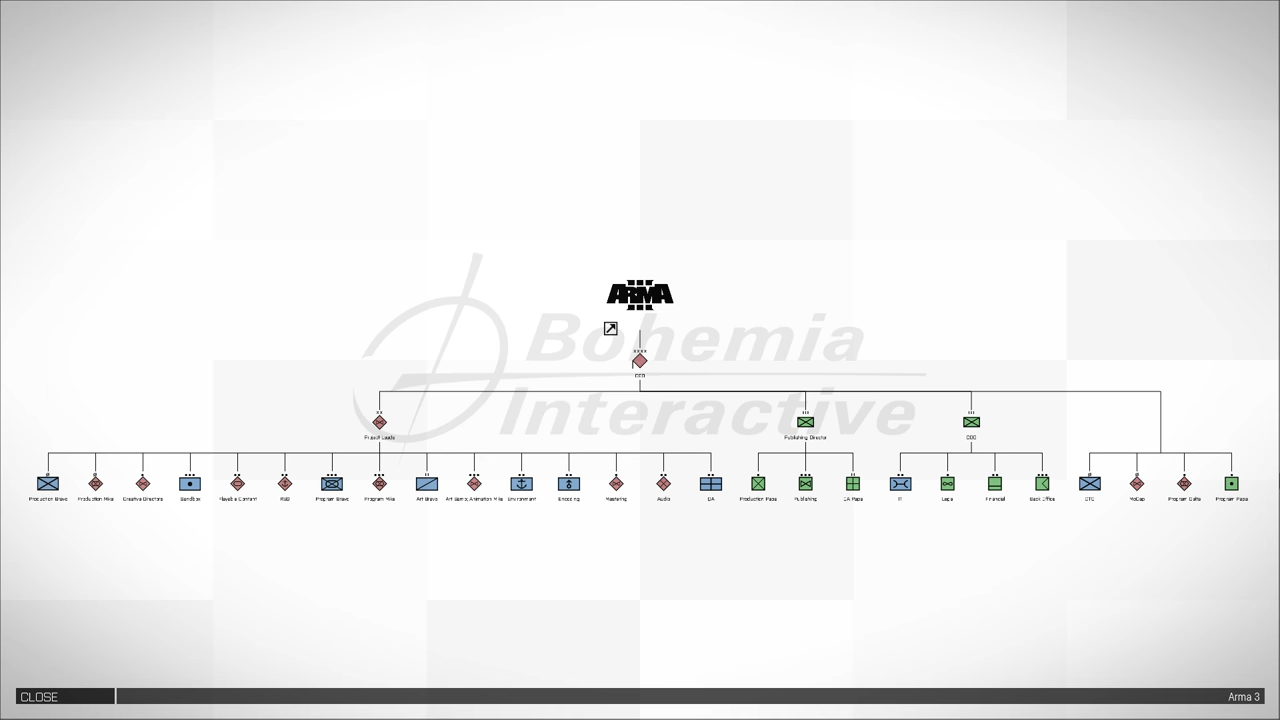 ARMA III
Bohemia
Interactive
CEO
Project Leads
Publishing Director
COO
Production Bravo
Production Mike
Creative Directors
Sandbox
Playable Content
R&D
Program Bravo
Program Mike
Art Bravo
Environment
Encoding
Mastering
Audio
QA
Production Papa
Publishing
QA Papa
IT
Legal
Financial
Back Office
CTO
MoCap
Program Delta
Program Papa
CLOSE
Arma 3